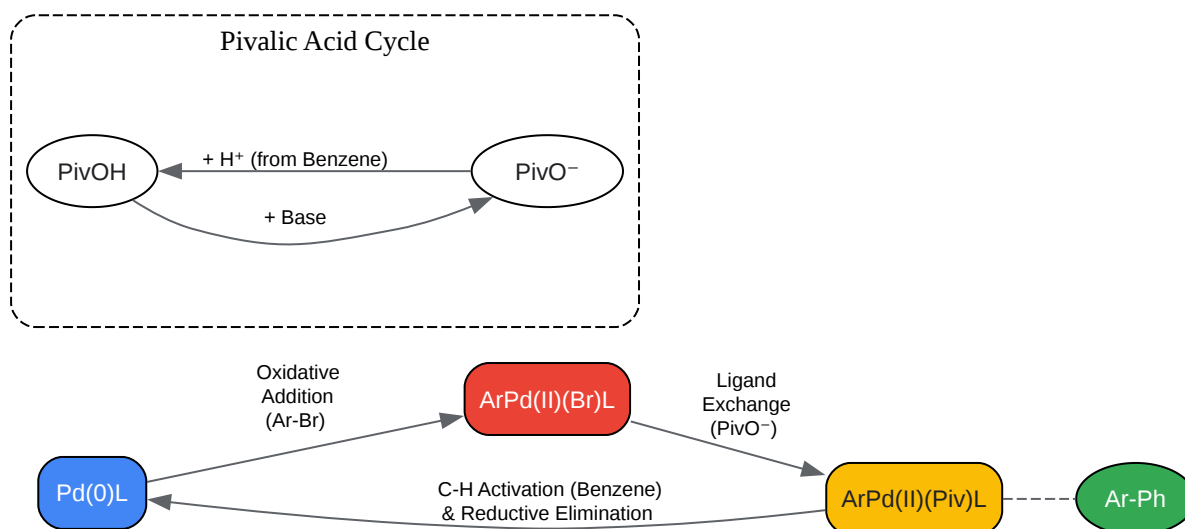 Pivalic Acid Cycle
+ H⁺ (from Benzene)
PivOH
PivO⁻
+ Base
Oxidative
Addition
(Ar-Br)
ArPd(II)(Br)L
Ligand
Exchange
(PivO⁻)
Pd(0)L
C-H Activation (Benzene)
& Reductive Elimination
ArPd(II)(Piv)L
Ar-Ph